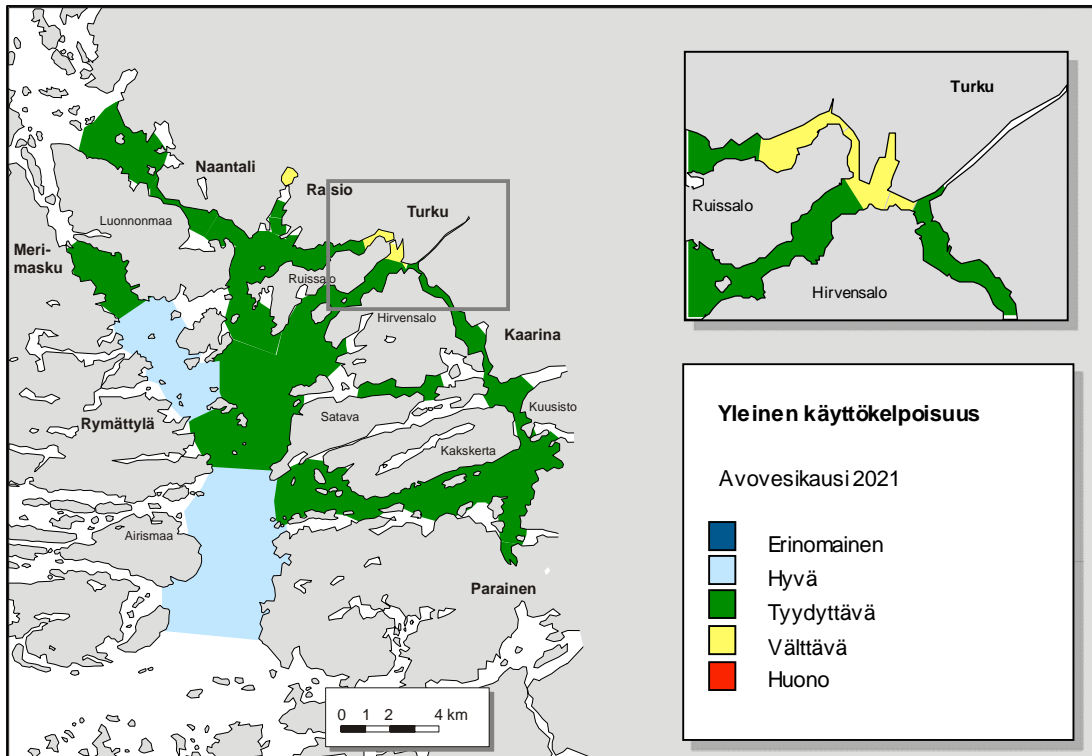 Naantali
Raisio
Turku
Luonnonmaa
Meri-
masku
Ruissalo
Hirvensalo
Kaarina
Rymättylä
Satava
Kuusisto
Kakskerta
Airismaa
Parainen
0 1 2 4 km
Turku
Ruissalo
Hirvensalo
Yleinen käyttökelpoisuus
Avovesikausi 2021
Erinomainen
Hyvä
Tyydyttävä
Välttävä
Huono